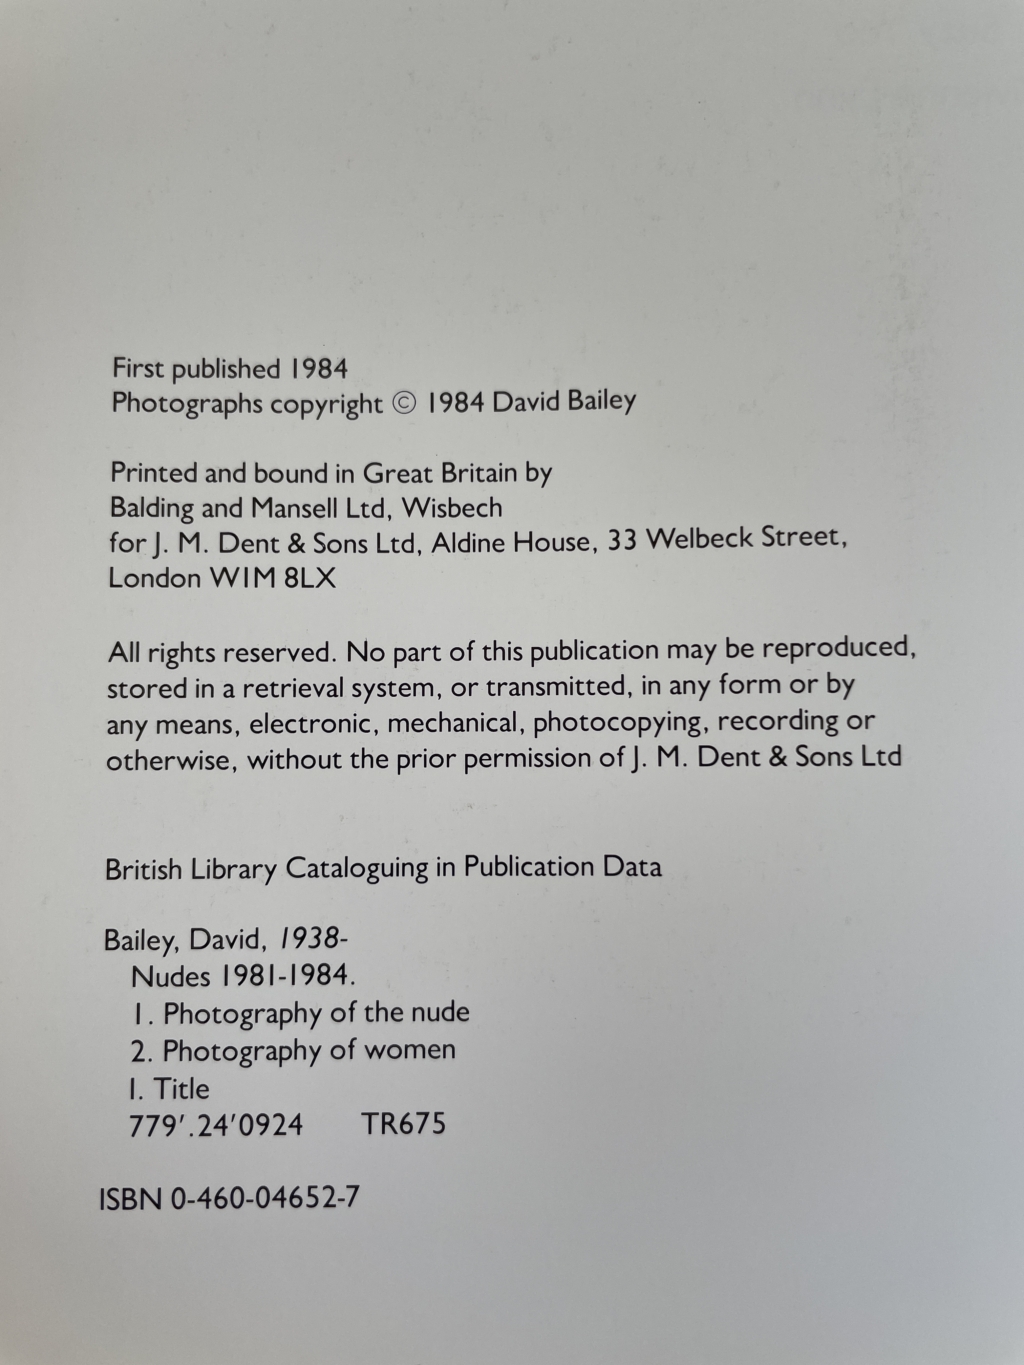 First published 1984
Photographs copyright © 1984 David Bailey
Printed and bound in Great Britain by
Balding and Mansell Ltd, Wisbech
for J. M. Dent & Sons Ltd, Aldine House, 33 Welbeck Street,
London W1M 8LX
All rights reserved. No part of this publication may be reproduced,
stored in a retrieval system, or transmitted, in any form or by
any means, electronic, mechanical, photocopying, recording or
otherwise, without the prior permission of J. M. Dent & Sons Ltd
British Library Cataloguing in Publication Data
Bailey, David, 1938-
Nudes 1981-1984.
1. Photography of the nude
2. Photography of women
I. Title
779'.24'0924 TR675
ISBN 0-460-04652-7